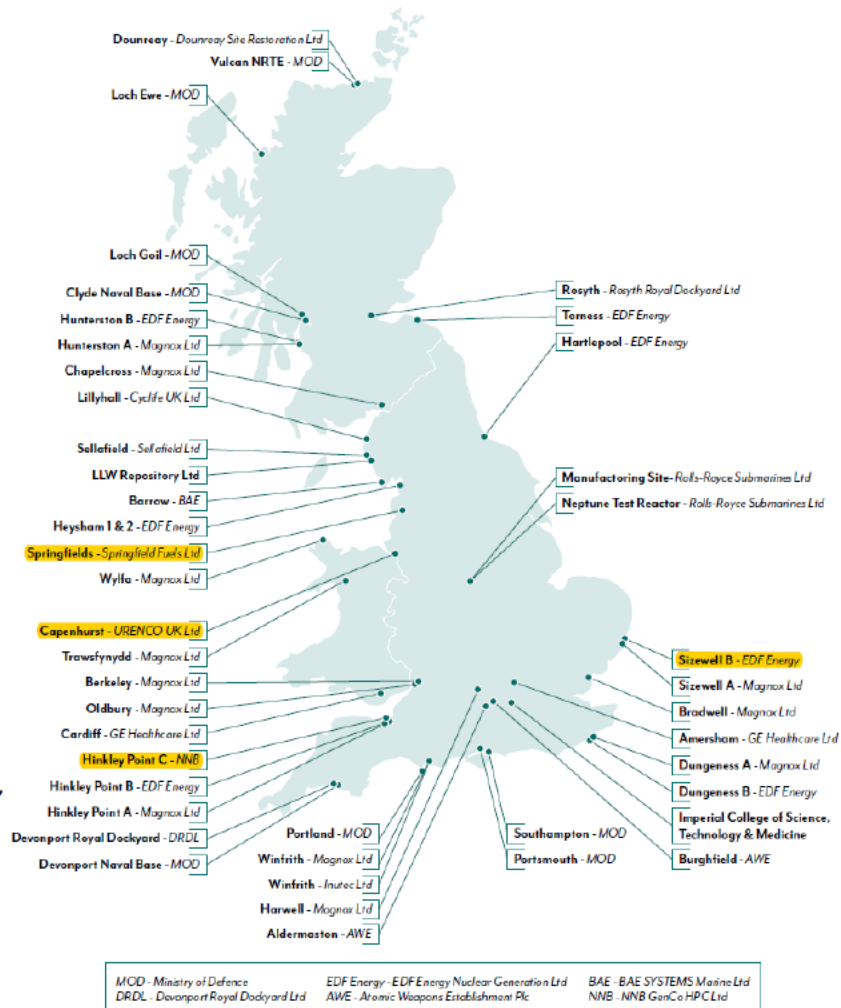 Dounreay - Dounreay Site Restoration Ltd
Vulcan NRTE - MOD
Loch Ewe - MOD
Loch Goil - MOD
Clyde Naval Base - MOD
Hunterston B - EDF Energy
Hunterston A - Magnox Ltd
Chapelcross - Magnox Ltd
Lillyhall - Cyclife UK Ltd
Sellafield - Sellafield Ltd
LLW Repository Ltd
Barrow - BAE
Heysham 1 & 2 - EDF Energy
Springfields - Springfield Fuels Ltd
Wylfa - Magnox Ltd
Capenhurst - URENCO UK Ltd
Trawsfynydd - Magnox Ltd
Berkeley - Magnox Ltd
Oldbury - Magnox Ltd
Cardiff - GE Healthcare Ltd
Hinkley Point C - NNB
Hinkley Point B - EDF Energy
Hinkley Point A - Magnox Ltd
Devonport Royal Dockyard - DRDL
Devonport Naval Base - MOD
Portland - MOD
Winfrith - Magnox Ltd
Winfrith - Inutec Ltd
Harwell - Magnox Ltd
Aldermaston - AWE
Southampton - MOD
Portsmouth - MOD
Rosyth - Rosyth Royal Dockyard Ltd
Torness - EDF Energy
Hartlepool - EDF Energy
Manufactoring Site- Rolls-Royce Submarines Ltd
Neptune Test Reactor - Rolls-Royce Submarines Ltd
Sizewell B - EDF Energy
Sizewell A - Magnox Ltd
Bradwell - Magnox Ltd
Amersham - GE Healthcare Ltd
Dungeness A - Magnox Ltd
Dungeness B - EDF Energy
Imperial College of Science,
Technology & Medicine
Burghfield - AWE
MOD - Ministry of Defence EDF Energy - EDF Energy Nuclear Generation Ltd BAE - BAE SYSTEMS Marine Ltd
DRDL - Devonport Royal Dockyard Ltd AWE - Atomic Weapons Establishment Plc NNB - NNB GenCo HPC Ltd